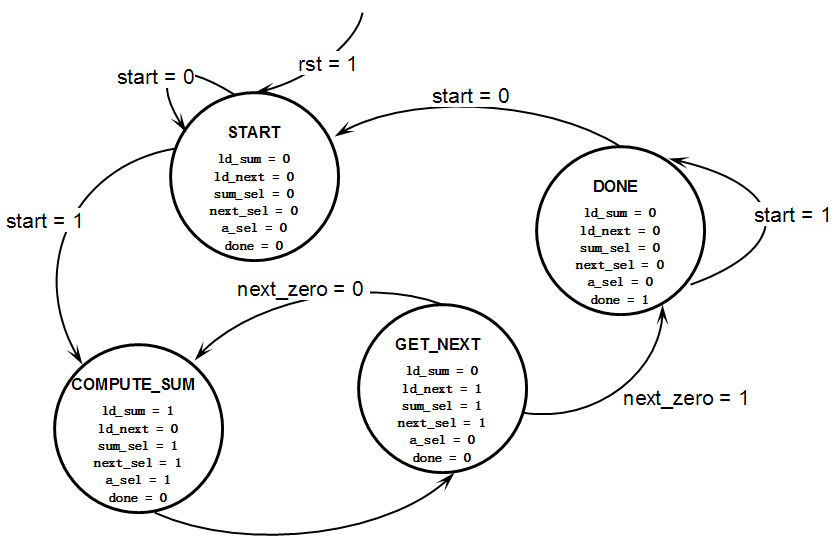 rst = 1
start = 0
START
ld_sum = 0
ld_next = 0
sum_sel = 0
next_sel = 0
a_sel = 0
done = 0
start = 0
DONE
ld_sum = 0
ld_next = 0
sum_sel = 0
next_sel = 0
a_sel = 0
done = 1
start = 1
start = 1
next_zero = 0
GET_NEXT
ld_sum = 0
ld_next = 1
sum_sel = 1
next_sel = 1
a_sel = 0
done = 0
next_zero = 1
COMPUTE_SUM
ld_sum = 1
ld_next = 0
sum_sel = 1
next_sel = 1
a_sel = 1
done = 0